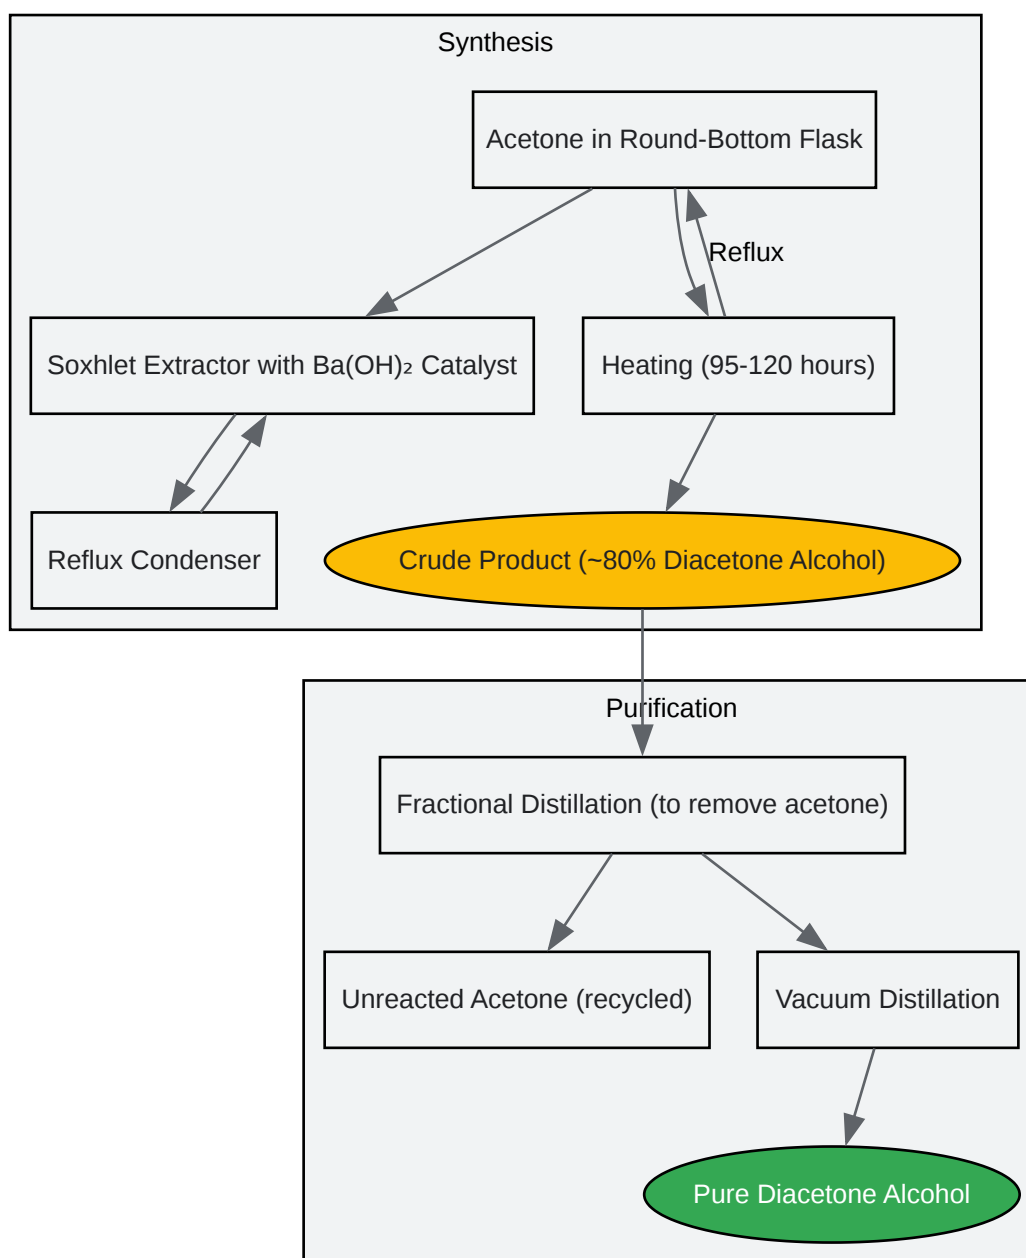 Synthesis
Acetone in Round-Bottom Flask
Reflux
Soxhlet Extractor with Ba(OH)₂ Catalyst
Heating (95-120 hours)
Reflux Condenser
Crude Product (~80% Diacetone Alcohol)
Purification
Fractional Distillation (to remove acetone)
Unreacted Acetone (recycled)
Vacuum Distillation
Pure Diacetone Alcohol